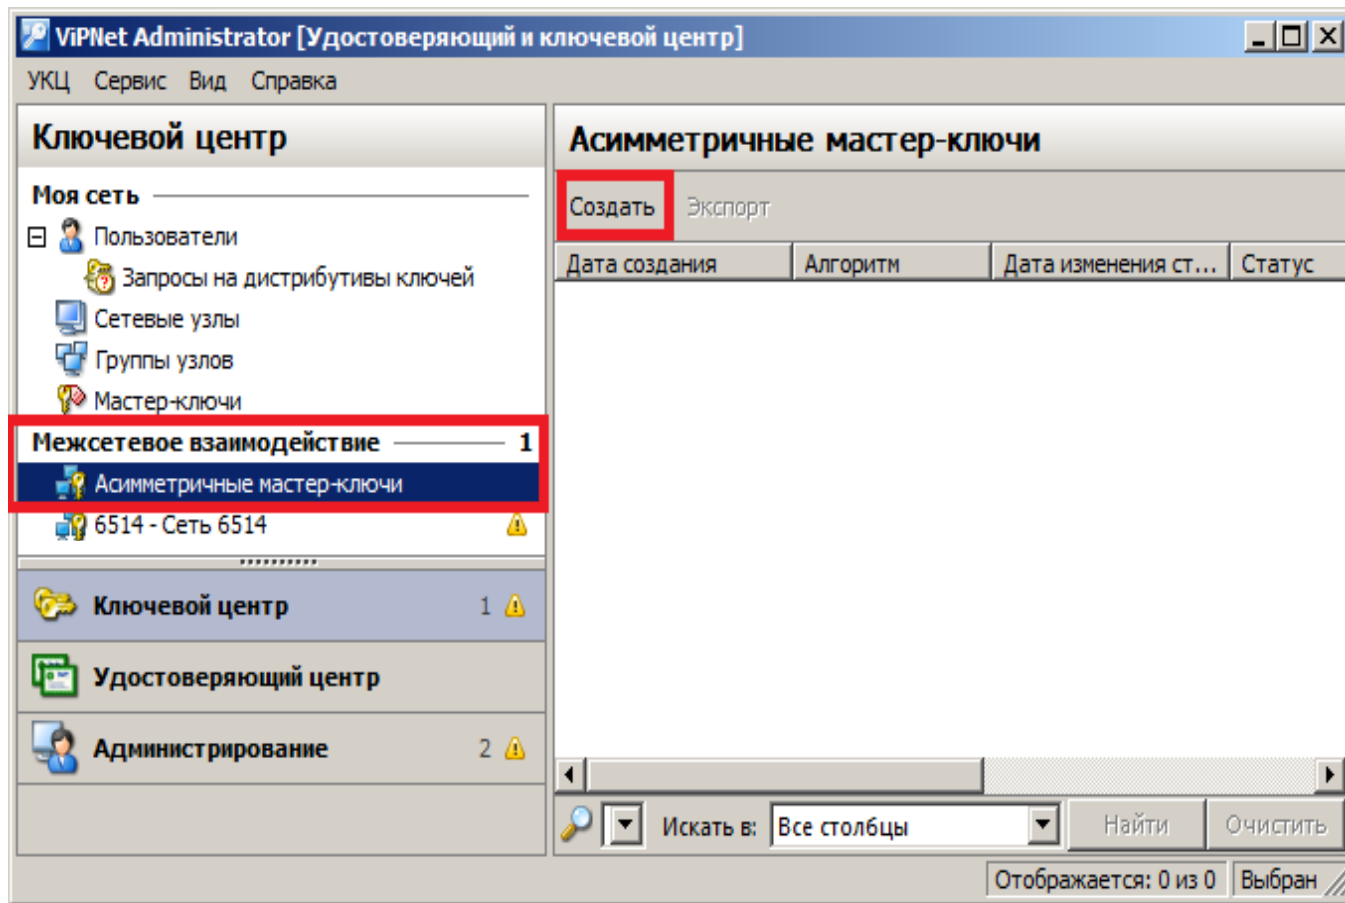 ViPNet Administrator [Удостоверяющий и ключевой центр]
УКЦ Сервис Вид Справка
Ключевой центр
Моя сеть
Пользователи
Запросы на дистрибутивы ключей
Сетевые узлы
Группы узлов
Мастер-ключи
Межсетевое взаимодействие 1
Асимметричные мастер-ключи
6514 - Сеть 6514
Ключевой центр 1
Удостоверяющий центр
Администрирование 2
Асимметричные мастер-ключи
Создать Экспорт
Дата создания Алгоритм Дата изменения ст... Статус
Искать в: Все столбцы Найти Очистить
Отображается: 0 из 0 Выбран